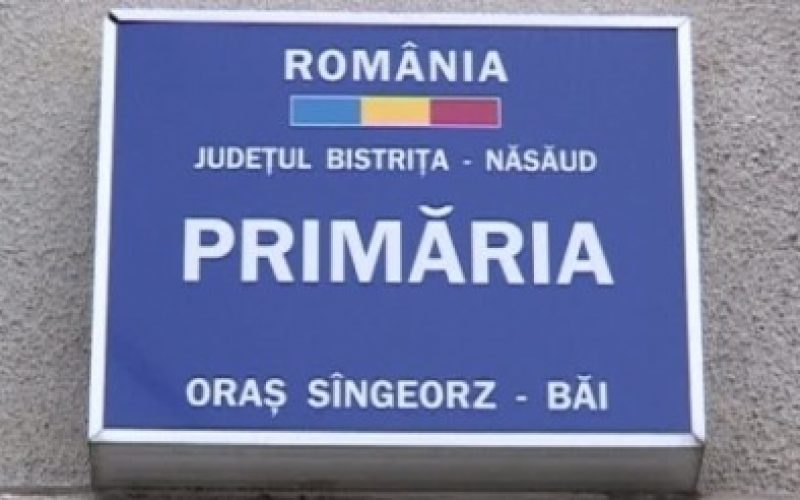 ROMÂNIA
JUDEȚUL BISTRIȚA - NĂSĂUD
PRIMĂRIA
ORAȘ SÎNGEORZ - BĂI